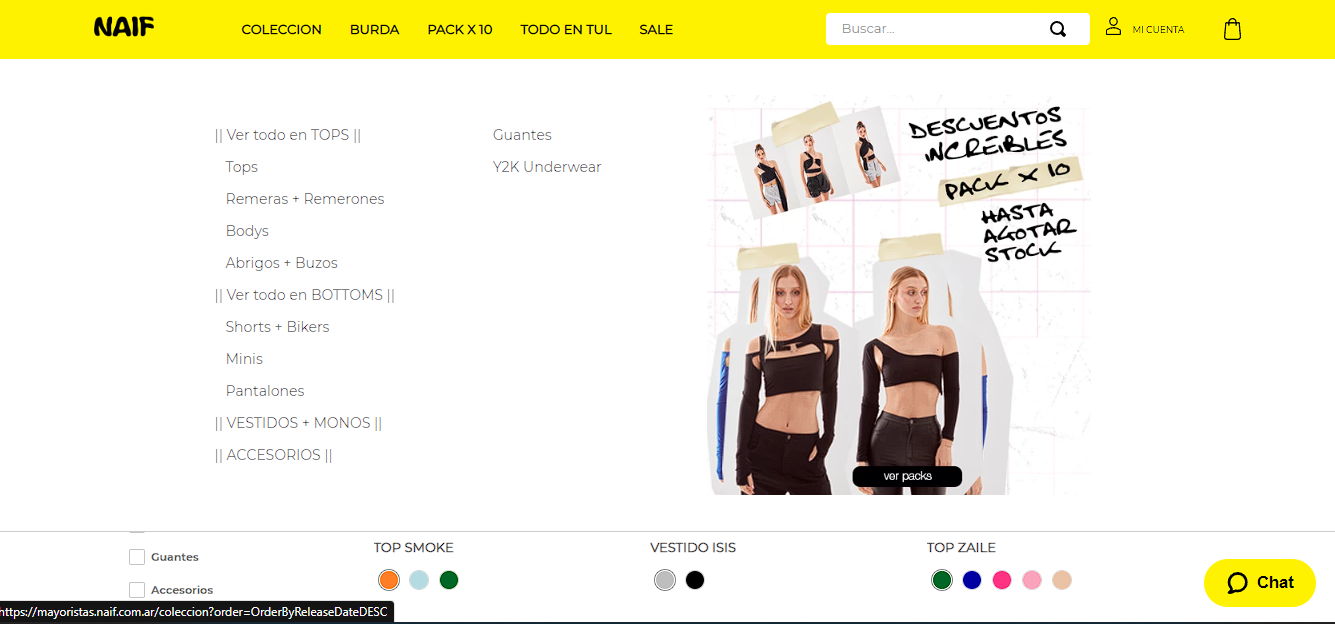 NAIF
COLECCION
BURDA
PACK X 10
TODO EN TUL
SALE
Buscar...
MI CUENTA
|| Ver todo en TOPS ||
Tops
Remeras + Remerones
Bodys
Abrigos + Buzos
|| Ver todo en BOTTOMS ||
Shorts + Bikers
Minis
Pantalones
|| VESTIDOS + MONOS ||
|| ACCESORIOS ||
Guantes
Y2K Underwear
DESCUENTOS
INCREIBLES
PACK X 10
HASTA
AGOTAR
STOCK
ver packs
Guantes
Accesorios
TOP SMOKE
VESTIDO ISIS
TOP ZAILE
Chat
https://mayoristas.naif.com.ar/coleccion?order=OrderByReleaseDateDESC